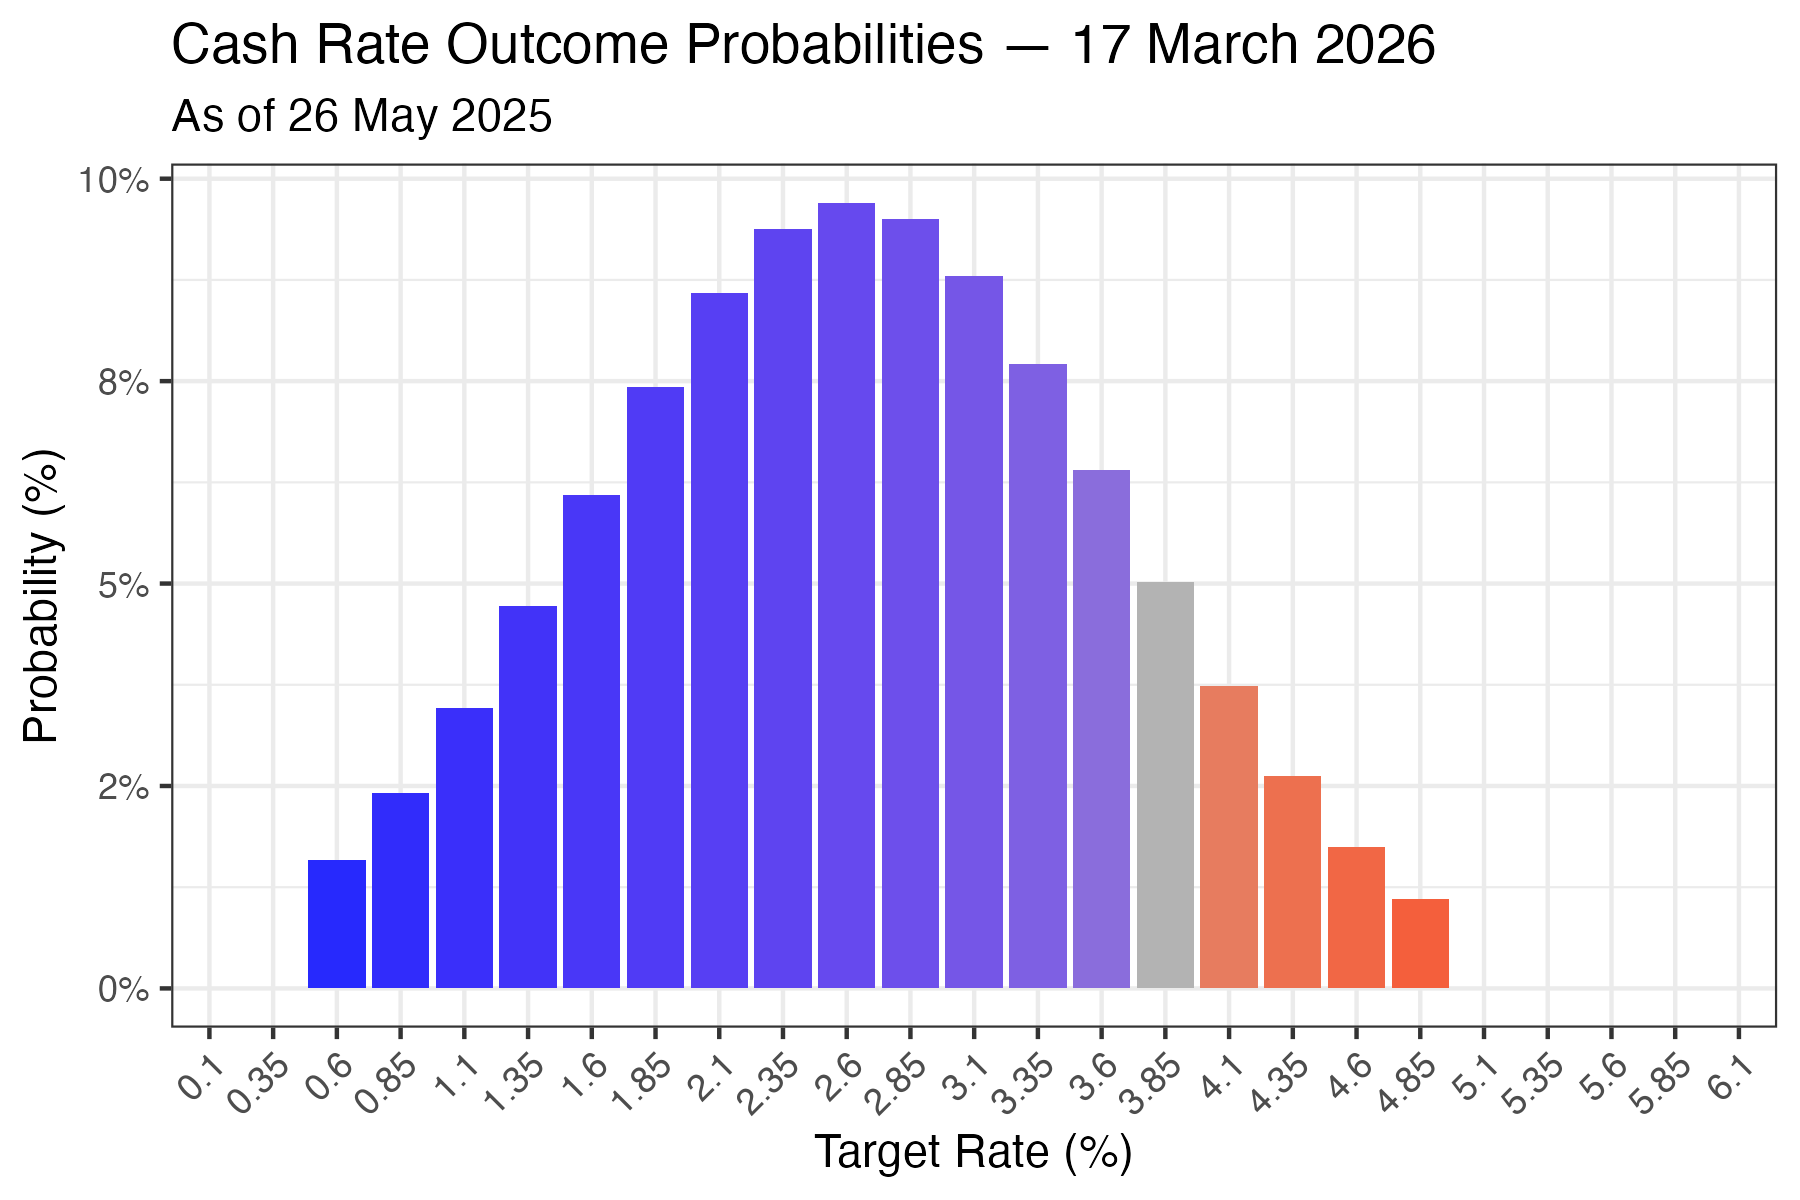 Cash Rate Outcome Probabilities — 17 March 2026
As of 26 May 2025
Probability (%)
10%
8%
5%
2%
0%
0.1 0.35 0.6 0.85 1.1 1.35 1.6 1.85 2.1 2.35 2.6 2.85 3.1 3.35 3.6 3.85 4.1 4.35 4.6 4.85 5.1 5.35 5.6 5.85 6.1
Target Rate (%)